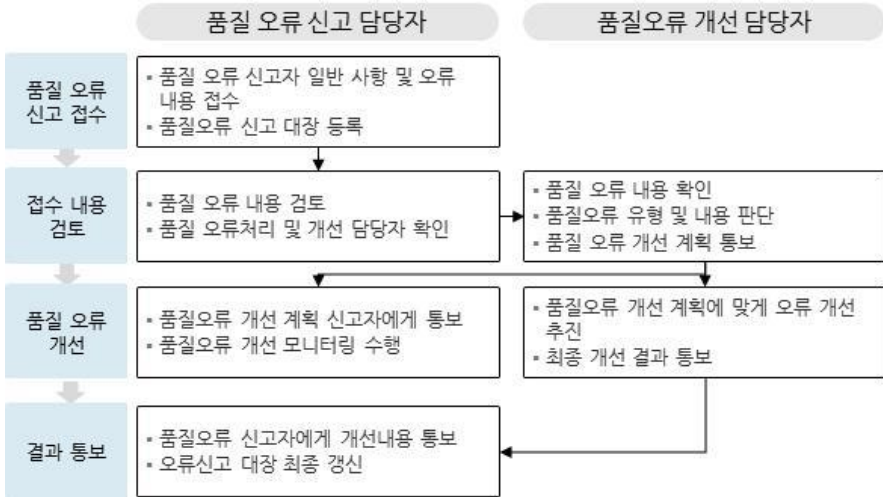 품질 오류 신고 담당자
품질오류 개선 담당자
품질 오류
신고 접수
▪ 품질 오류 신고자 일반 사항 및 오류
내용 접수
▪ 품질오류 신고 대장 등록
접수 내용
검토
▪ 품질 오류 내용 검토
▪ 품질 오류처리 및 개선 담당자 확인
▪ 품질 오류 내용 확인
▪ 품질오류 유형 및 내용 판단
▪ 품질 오류 개선 계획 통보
품질 오류
개선
▪ 품질오류 개선 계획 신고자에게 통보
▪ 품질오류 개선 모니터링 수행
▪ 품질오류 개선 계획에 맞게 오류 개선
추진
▪ 최종 개선 결과 통보
결과 통보
▪ 품질오류 신고자에게 개선내용 통보
▪ 오류신고 대장 최종 갱신